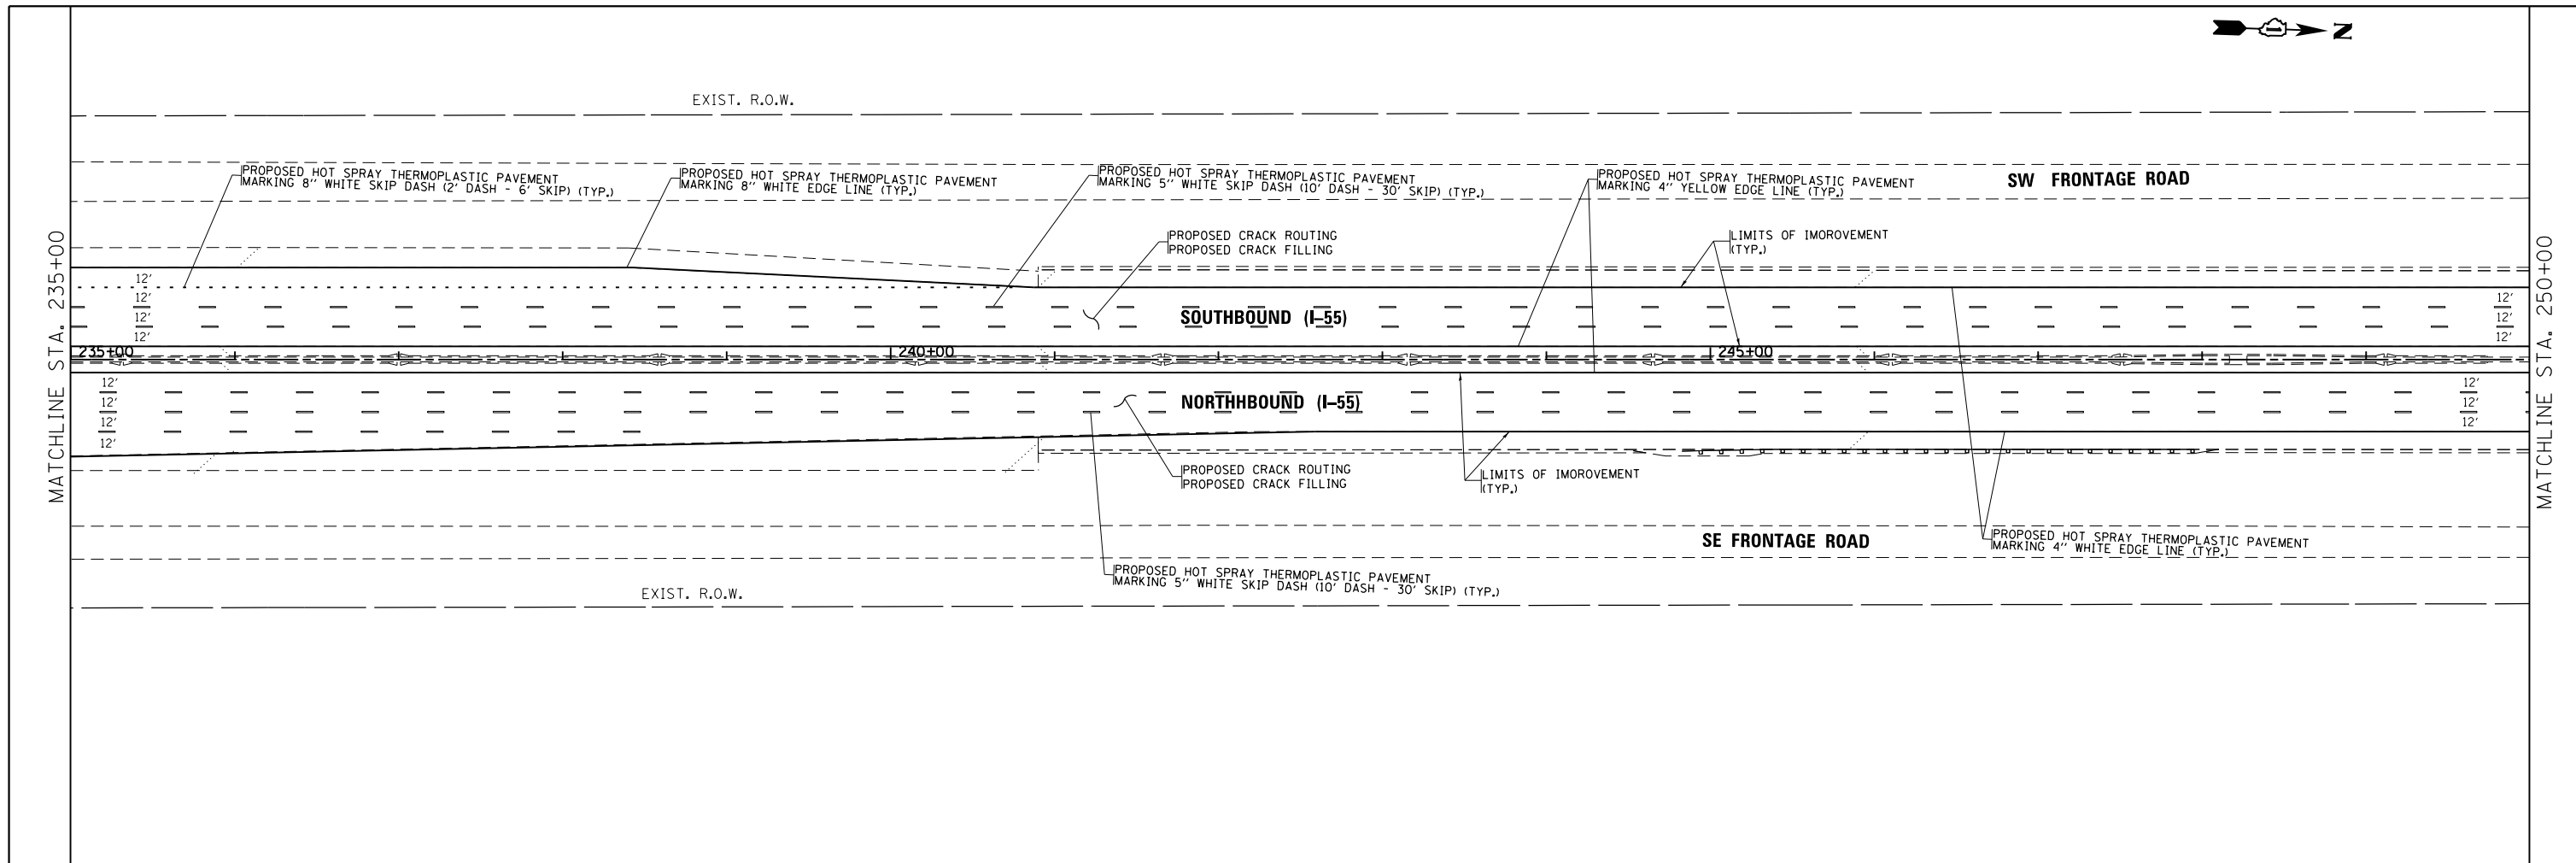 N
EXIST. R.O.W.
PROPOSED HOT SPRAY THERMOPLASTIC PAVEMENT
MARKING 8" WHITE SKIP DASH (2' DASH - 6' SKIP) (TYP.)
PROPOSED HOT SPRAY THERMOPLASTIC PAVEMENT
MARKING 8" WHITE EDGE LINE (TYP.)
PROPOSED HOT SPRAY THERMOPLASTIC PAVEMENT
MARKING 5" WHITE SKIP DASH (10' DASH - 30' SKIP) (TYP.)
PROPOSED HOT SPRAY THERMOPLASTIC PAVEMENT
MARKING 4" YELLOW EDGE LINE (TYP.)
SW FRONTAGE ROAD
PROPOSED CRACK ROUTING
PROPOSED CRACK FILLING
LIMITS OF IMOROVEMENT
(TYP.)
MATCHLINE STA. 235+00
MATCHLINE STA. 250+00
12'
12'
12'
12'
SOUTHBOUND (I-55)
12'
12'
12'
235+00
240+00
245+00
12'
12'
12'
12'
NORTHHBOUND (I-55)
12'
12'
12'
PROPOSED CRACK ROUTING
PROPOSED CRACK FILLING
LIMITS OF IMOROVEMENT
(TYP.)
SE FRONTAGE ROAD
PROPOSED HOT SPRAY THERMOPLASTIC PAVEMENT
MARKING 4" WHITE EDGE LINE (TYP.)
PROPOSED HOT SPRAY THERMOPLASTIC PAVEMENT
MARKING 5" WHITE SKIP DASH (10' DASH - 30' SKIP) (TYP.)
EXIST. R.O.W.